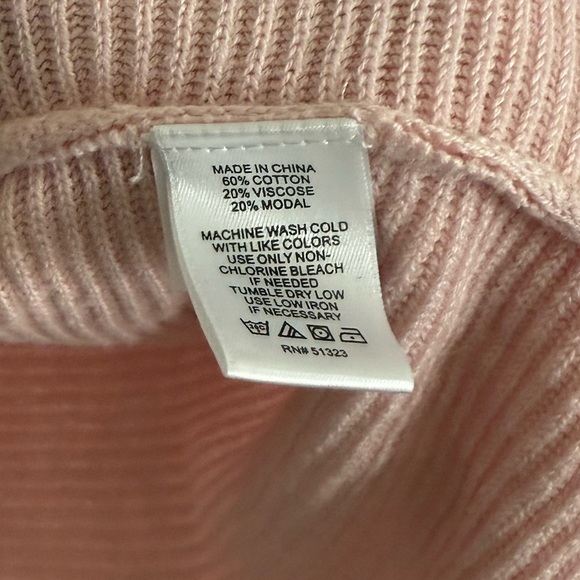 MADE IN CHINA
60% COTTON
20% VISCOSE
20% MODAL
MACHINE WASH COLD
WITH LIKE COLORS
USE ONLY NON-
CHLORINE BLEACH
IF NEEDED
TUMBLE DRY LOW
USE LOW IRON
IF NECESSARY
RN# 51323